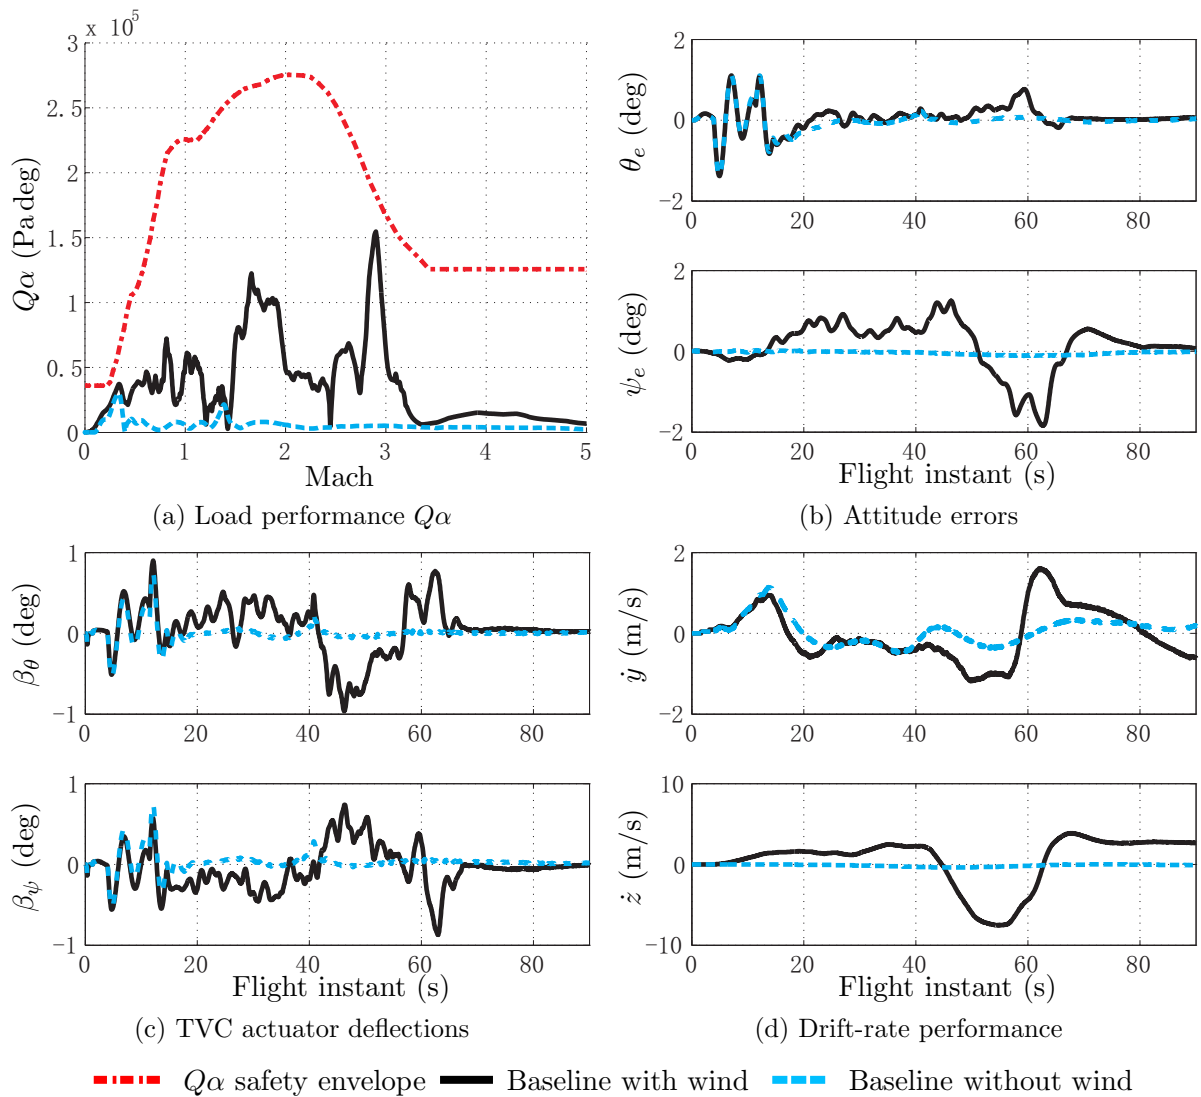 x 10⁵
3
2.5
2
1.5
1
0.5
0
0 1 2 3 4 5
Qα (Pa deg)
Mach
(a) Load performance Qα
2
0
−2
0 20 40 60 80
θₑ (deg)
2
0
−2
0 20 40 60 80
ψₑ (deg)
Flight instant (s)
(b) Attitude errors
1
0
−1
0 20 40 60 80
β_θ (deg)
1
0
−1
0 20 40 60 80
β_ψ (deg)
Flight instant (s)
(c) TVC actuator deflections
2
0
−2
0 20 40 60 80
ẏ (m/s)
10
0
−10
0 20 40 60 80
ż (m/s)
Flight instant (s)
(d) Drift-rate performance
Qα safety envelope Baseline with wind Baseline without wind